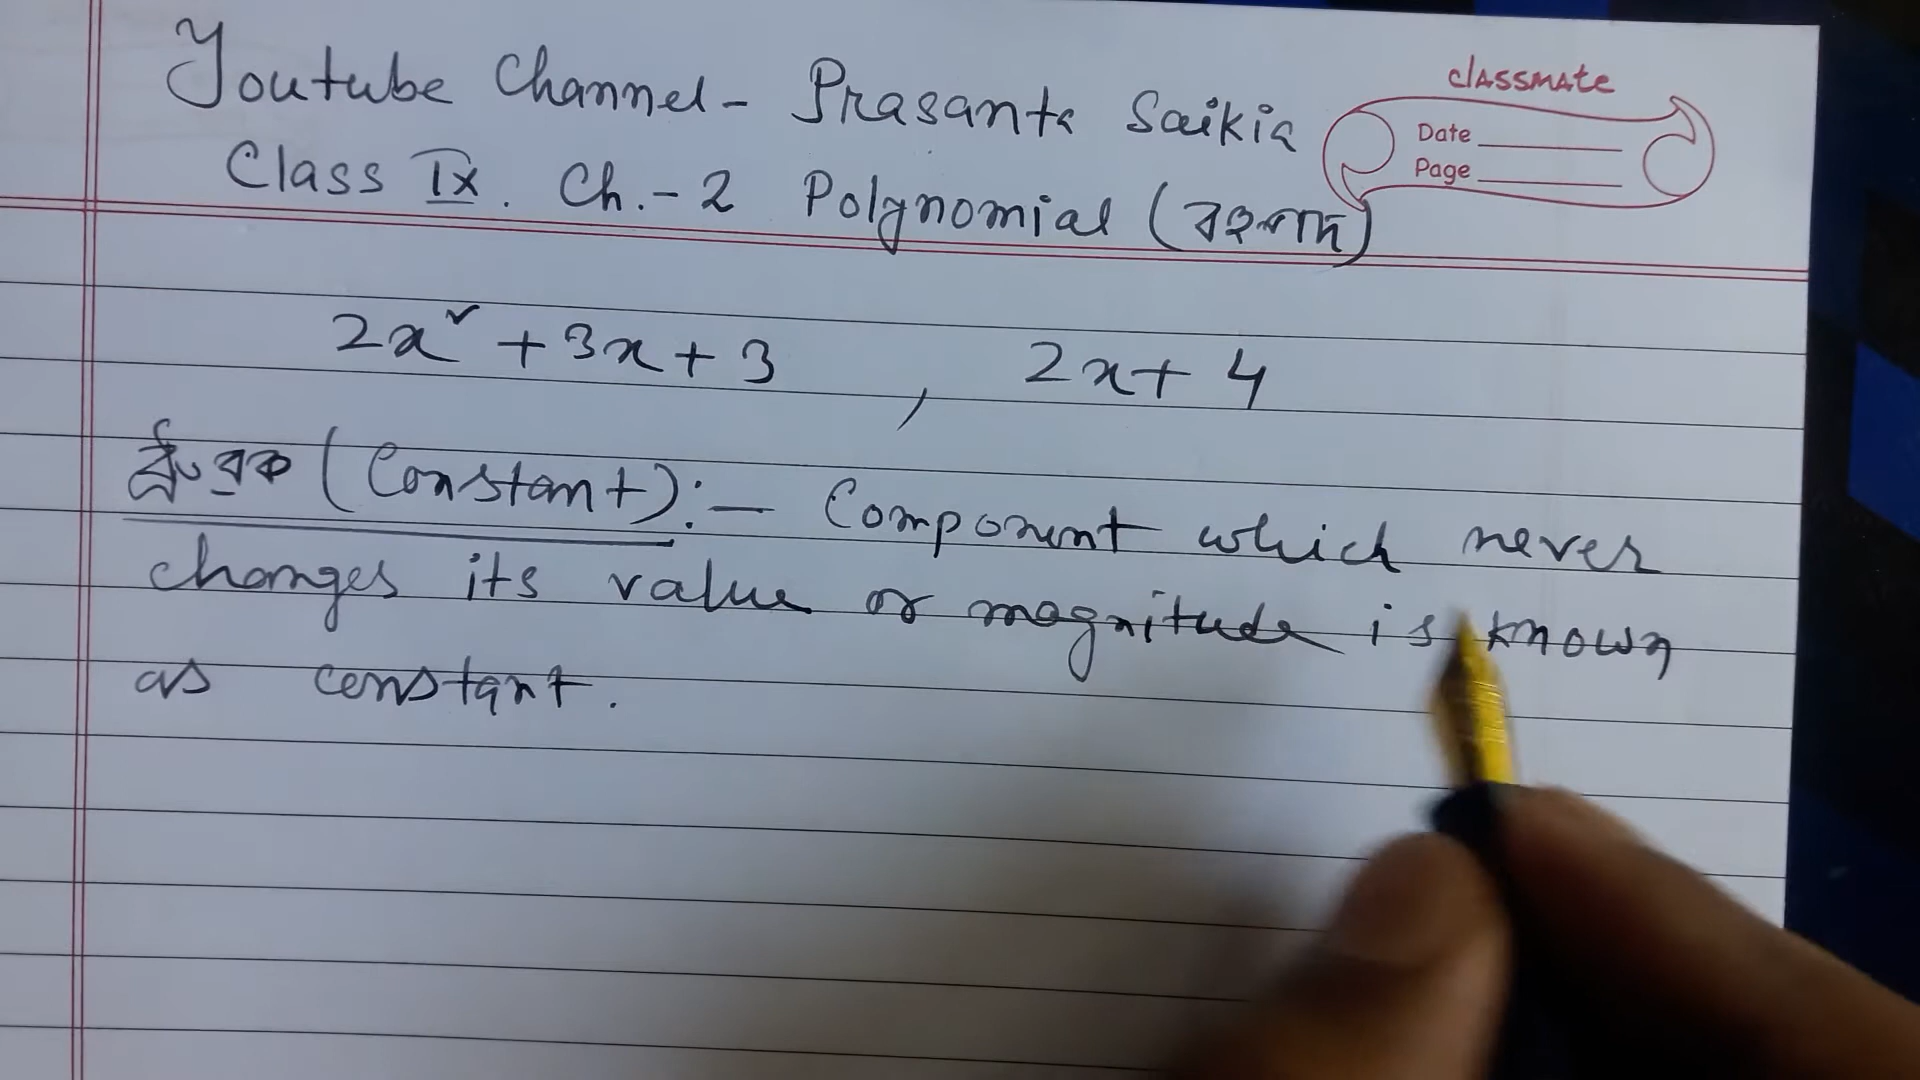 Youtube Channel - Prasanta Saikia
classmate
Date
Page
Class IX. Ch.-2 Polynomial (বহুপদ)
2x² + 3x + 3 , 2x + 4
ধ্ৰুৱক (Constant):- Component which never
changes its value or magnitude is known
as constant.